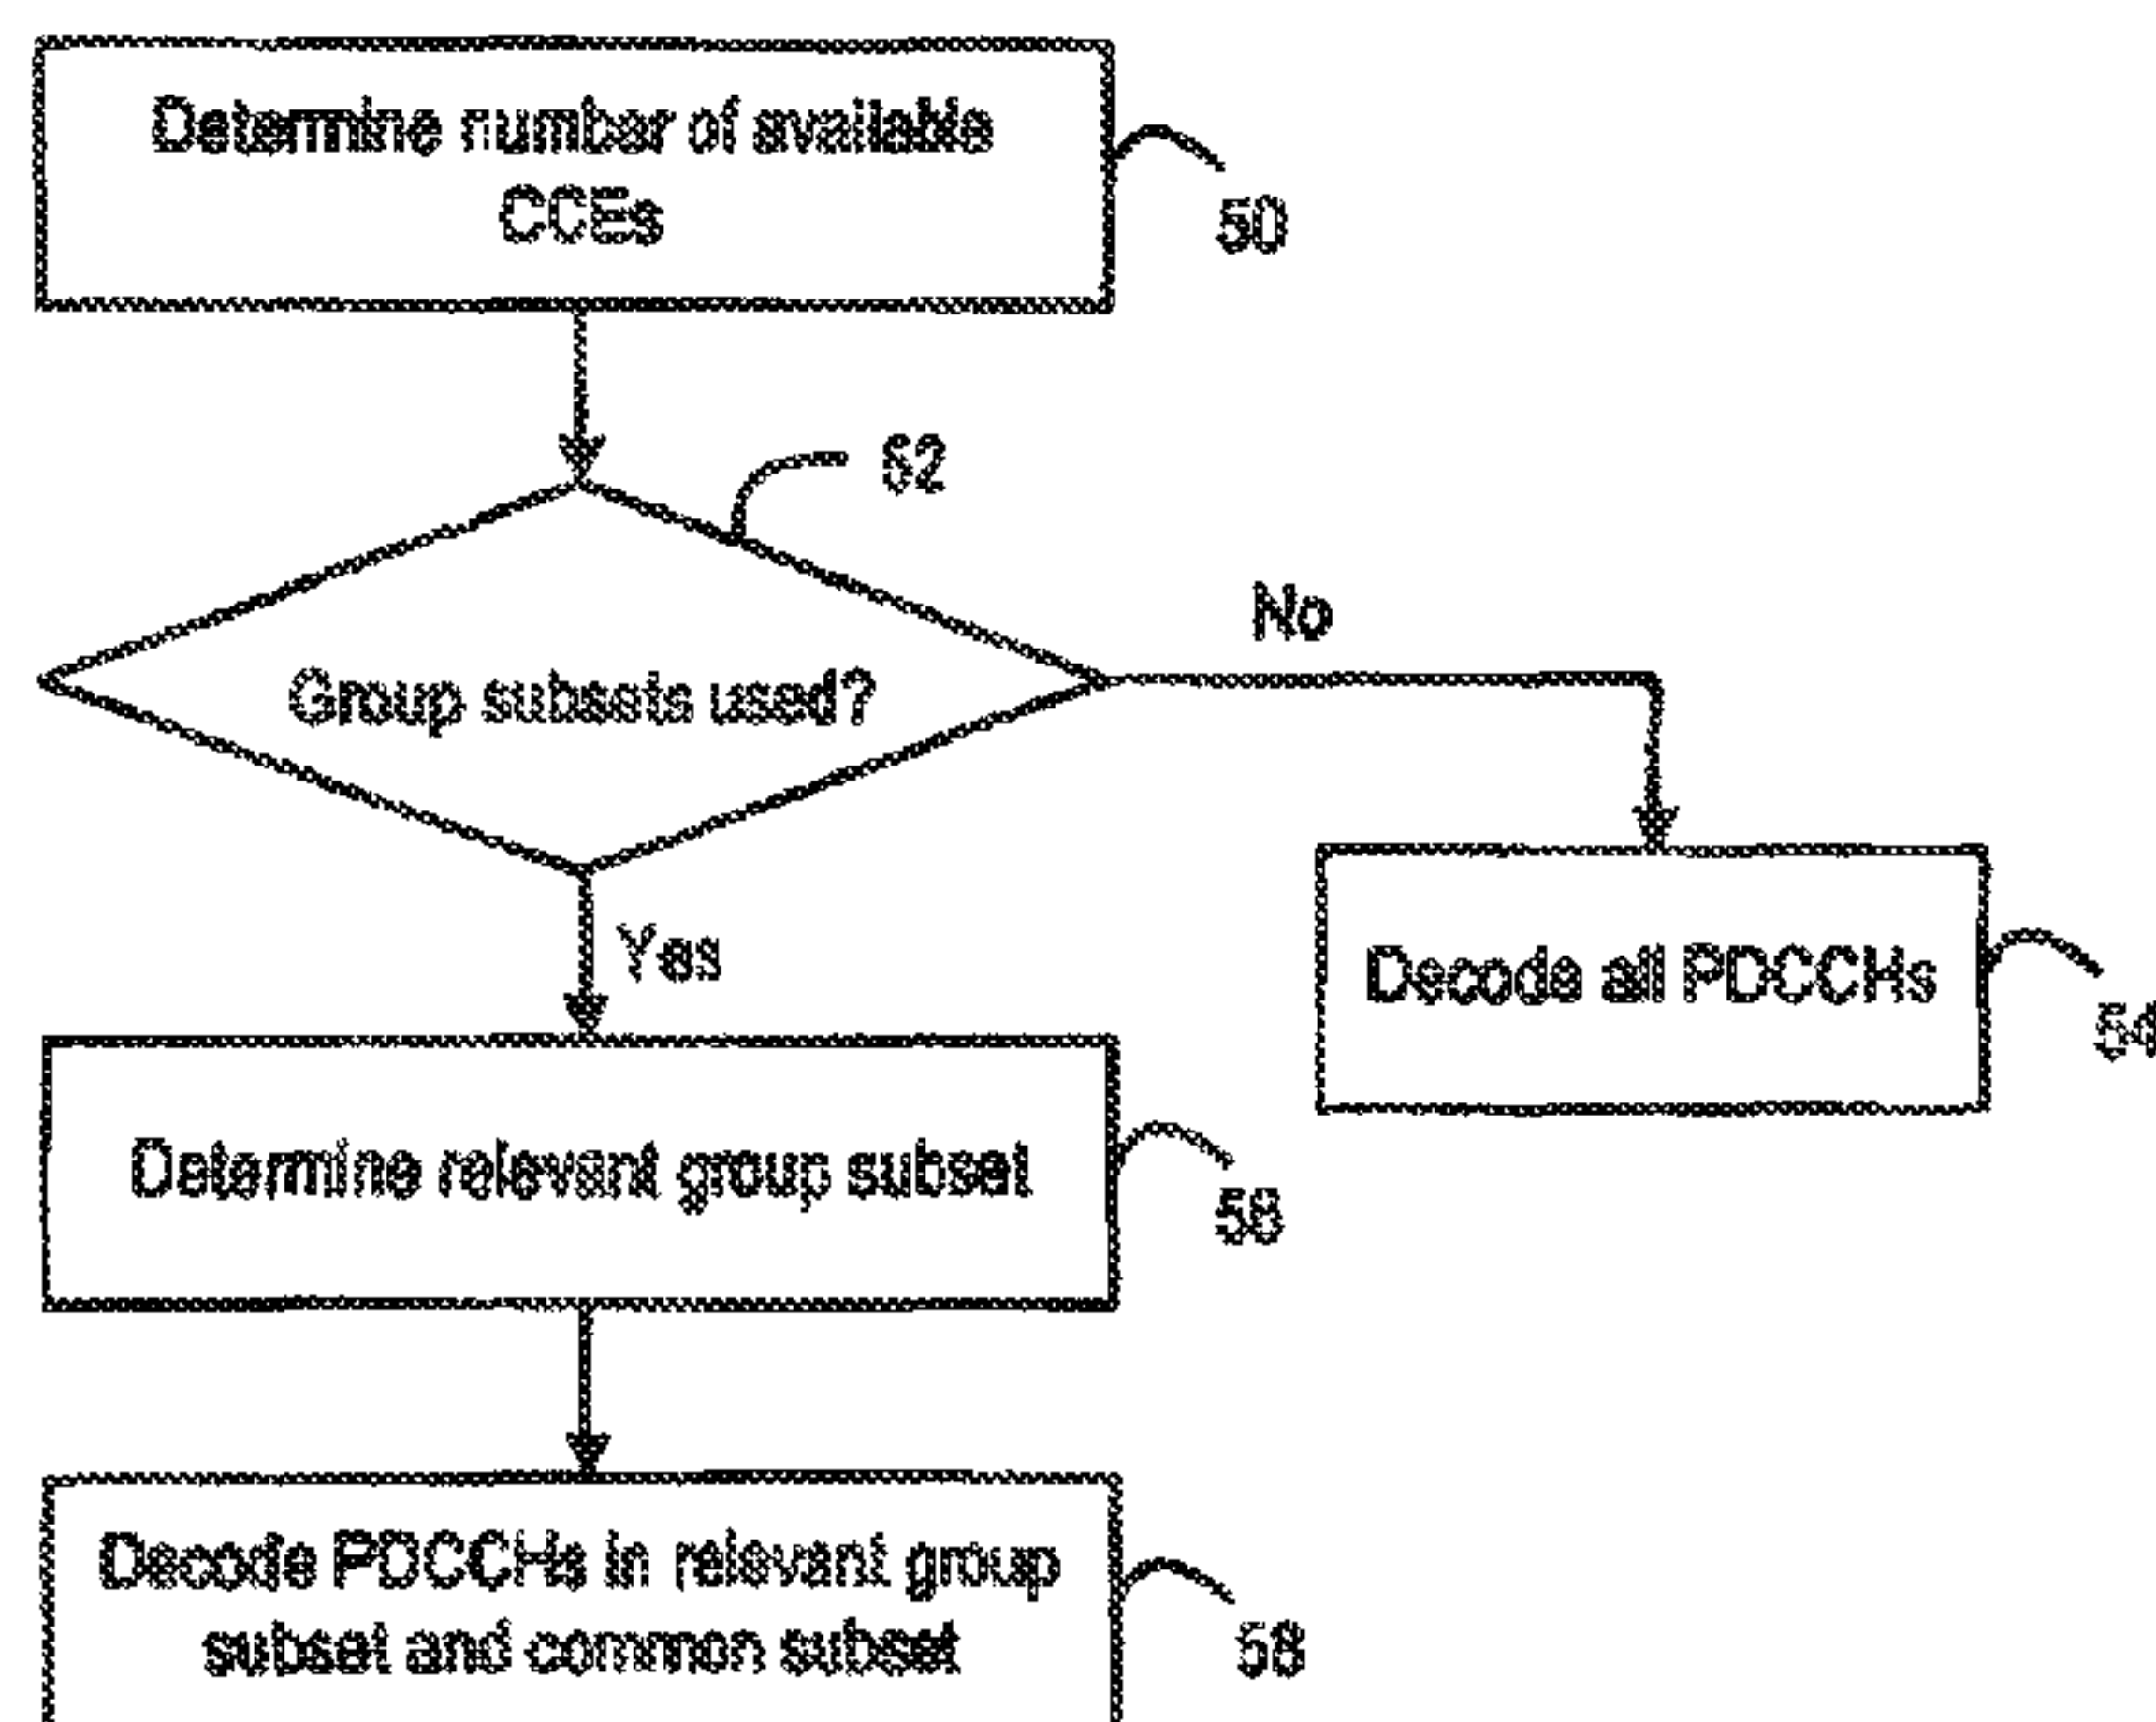 Determine number of available
CCEs
50
52
Group subsets used?
No
Yes
Decode all PDCCHs
54
Determine relevant group subset
Decode PDCCHs in relevant group
subset and common subset
58